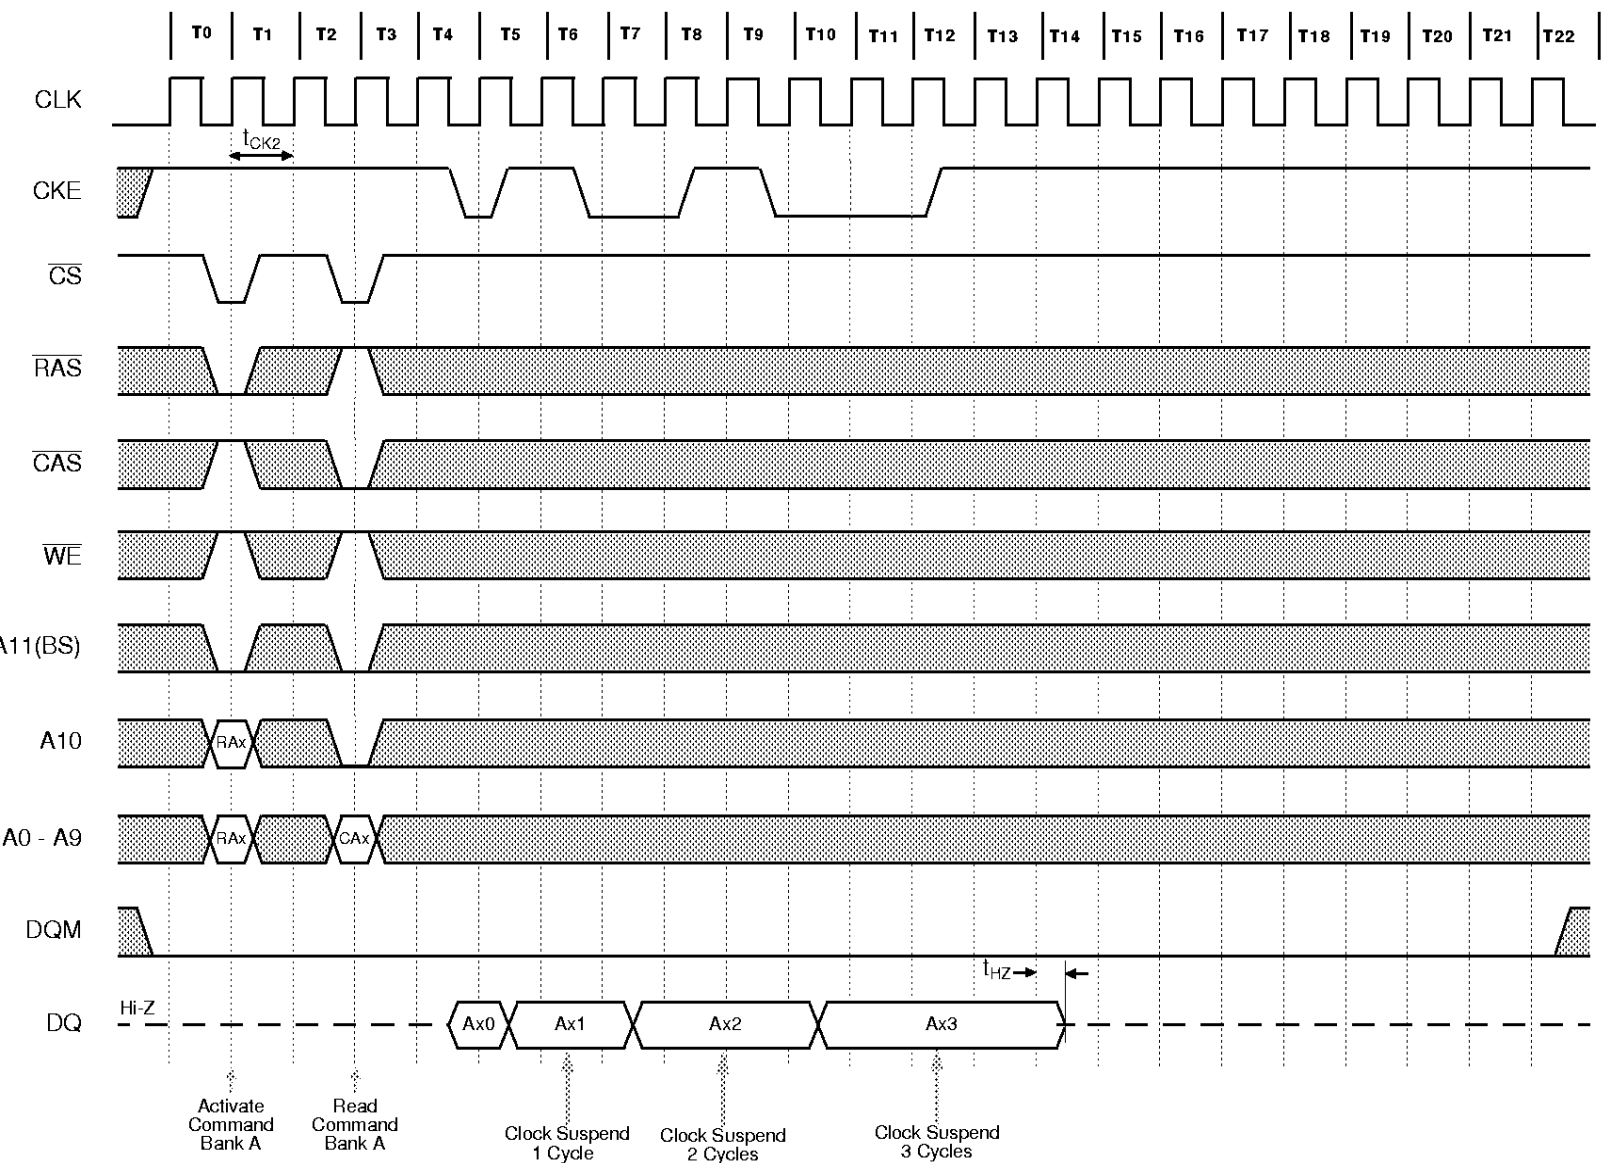 T0 T1 T2 T3 T4 T5 T6 T7 T8 T9 T10 T11 T12 T13 T14 T15 T16 T17 T18 T19 T20 T21 T22
CLK
tCK2
CKE
CS
RAS
CAS
WE
A11(BS)
A10
RAx
A0 - A9
RAx CAx
DQM
tHZ
Hi-Z
DQ
Ax0 Ax1 Ax2 Ax3
Activate
Command
Bank A
Read
Command
Bank A
Clock Suspend
1 Cycle
Clock Suspend
2 Cycles
Clock Suspend
3 Cycles